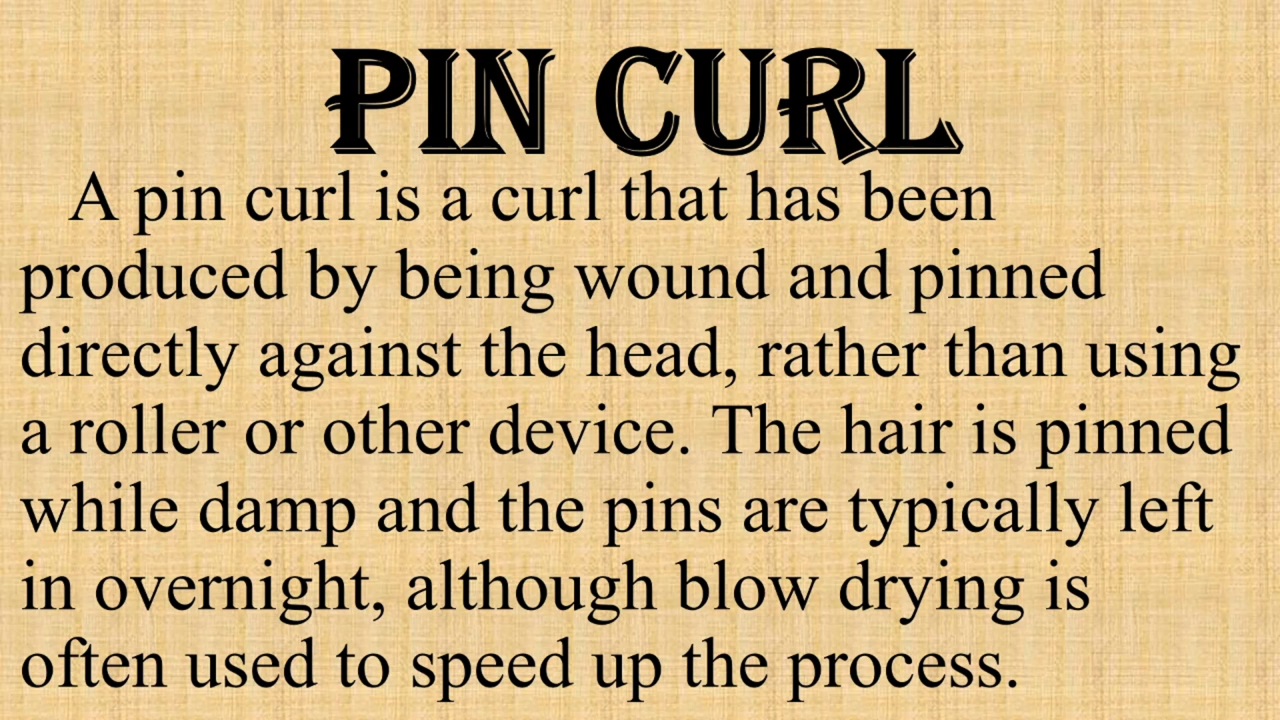 PIN CURL
A pin curl is a curl that has been
produced by being wound and pinned
directly against the head, rather than using
a roller or other device. The hair is pinned
while damp and the pins are typically left
in overnight, although blow drying is
often used to speed up the process.